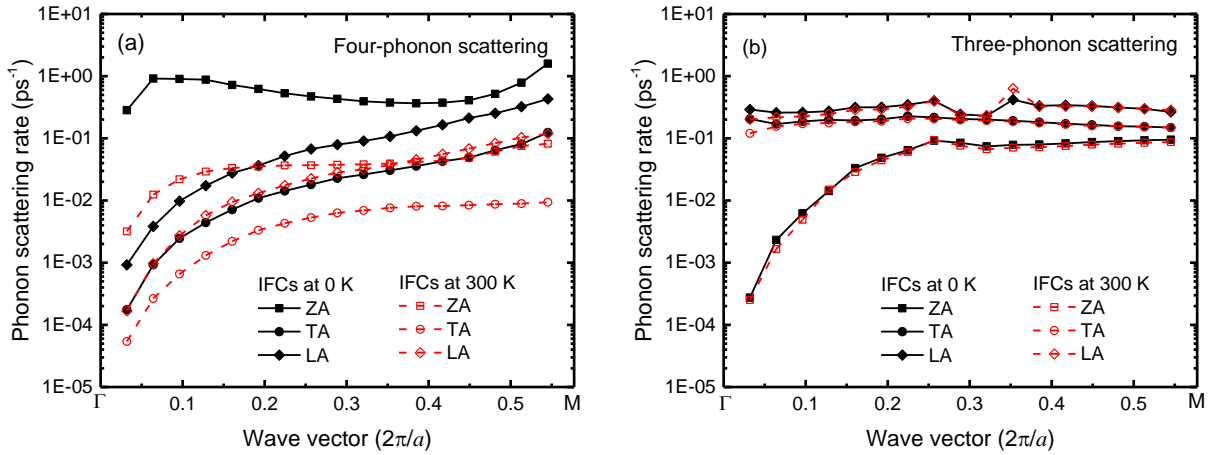 (a)
Four-phonon scattering
Phonon scattering rate (ps⁻¹)
1E+01
1E+00
1E-01
1E-02
1E-03
1E-04
1E-05
IFCs at 0 K
ZA
TA
LA
IFCs at 300 K
ZA
TA
LA
Γ 0.1 0.2 0.3 0.4 0.5 M
Wave vector (2π/a)
(b)
Three-phonon scattering
Phonon scattering rate (ps⁻¹)
1E+01
1E+00
1E-01
1E-02
1E-03
1E-04
1E-05
IFCs at 0 K
ZA
TA
LA
IFCs at 300 K
ZA
TA
LA
Γ 0.1 0.2 0.3 0.4 0.5 M
Wave vector (2π/a)